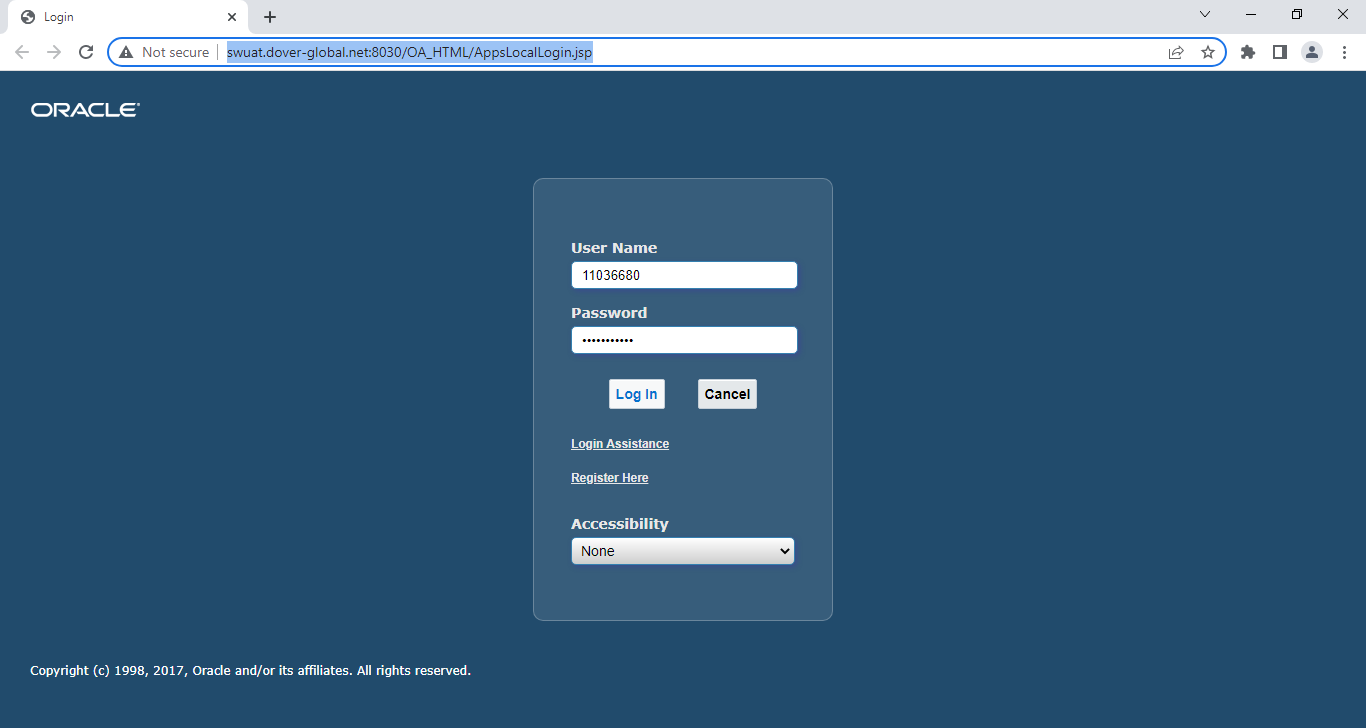 Login
Not secure
swuat.dover-global.net:8030/OA_HTML/AppsLocalLogin.jsp
ORACLE
User Name
11036680
Password
•••••••••••
Log In Cancel
Login Assistance
Register Here
Accessibility
None
Copyright (c) 1998, 2017, Oracle and/or its affiliates. All rights reserved.